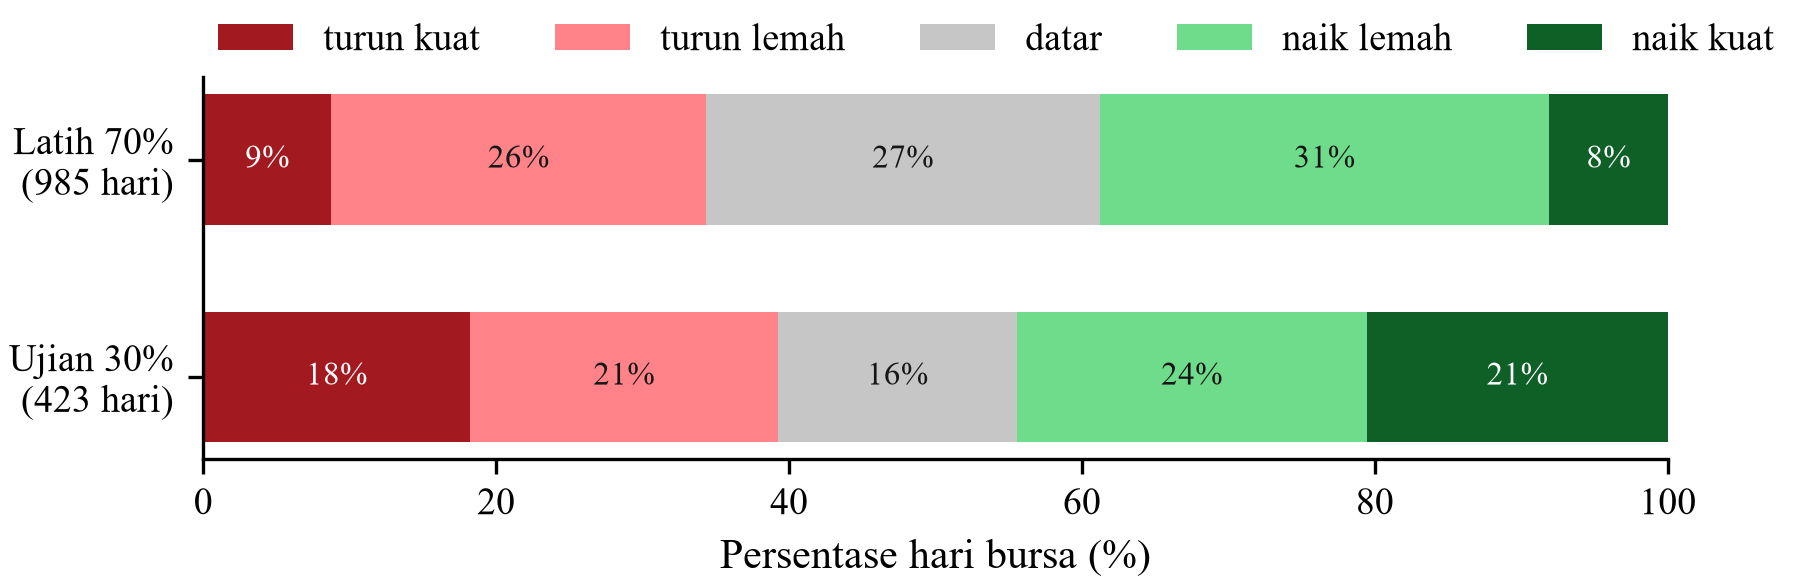 turun kuat turun lemah datar naik lemah naik kuat
Latih 70%
(985 hari)
9% 26% 27% 31% 8%
Ujian 30%
(423 hari)
18% 21% 16% 24% 21%
0 20 40 60 80 100
Persentase hari bursa (%)